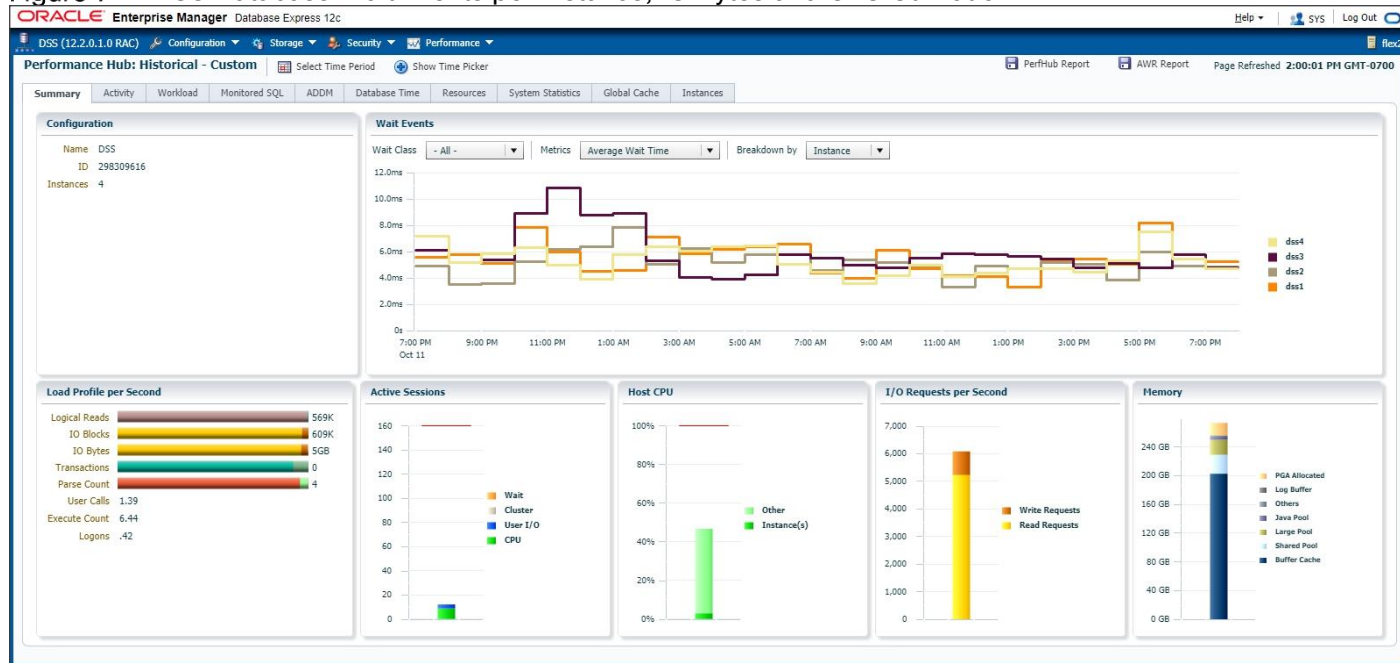 ORACLE Enterprise Manager Database Express 12c
Help SYS Log Out
DSS (12.2.0.1.0 RAC) Configuration Storage Security Performance
Performance Hub: Historical - Custom Select Time Period Show Time Picker PerfHub Report AWR Report Page Refreshed 2:00:01 PM GMT-0700
Summary Activity Workload Monitored SQL ADDM Database Time Resources System Statistics Global Cache Instances
Configuration
Name DSS
ID 298309616
Instances 4
Wait Events
Wait Class - All - Metrics Average Wait Time Breakdown by Instance
12.0ms
10.0ms
8.0ms
6.0ms
4.0ms
2.0ms
0s
7:00 PM 9:00 PM 11:00 PM 1:00 AM 3:00 AM 5:00 AM 7:00 AM 9:00 AM 11:00 AM 1:00 PM 3:00 PM 5:00 PM 7:00 PM
Oct 11
dss4
dss3
dss2
dss1
Load Profile per Second
Logical Reads 569K
IO Blocks 609K
IO Bytes 5GB
Transactions 0
Parse Count 4
User Calls 1.39
Execute Count 6.44
Logons .42
Active Sessions
160
140
120
100
80
60
40
20
0
Wait
Cluster
User I/O
CPU
Host CPU
100%
80%
60%
40%
20%
0%
Other
Instance(s)
I/O Requests per Second
7,000
6,000
5,000
4,000
3,000
2,000
1,000
0
Write Requests
Read Requests
Memory
240 GB
200 GB
160 GB
120 GB
80 GB
40 GB
0 GB
PGA Allocated
Log Buffer
Others
Java Pool
Large Pool
Shared Pool
Buffer Cache